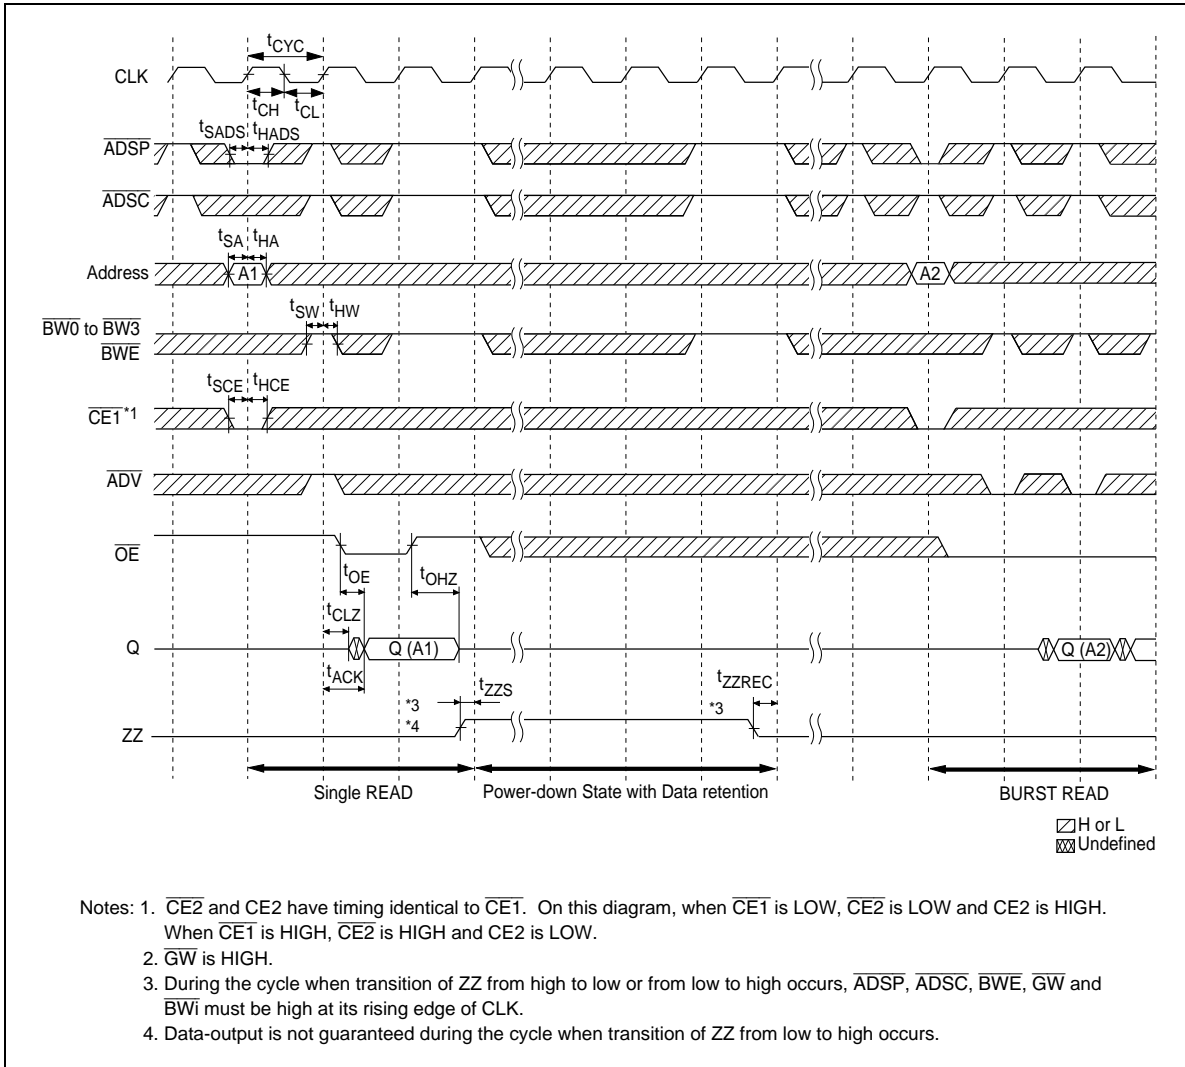 tCYC
CLK
tCH tCL
tSADS tHADS
ADSP
ADSC
tSA tHA
Address A1 A2
tSW tHW
BW0 to BW3
BWE
tSCE tHCE
CE1*1
ADV
OE
tOE tOHZ
tCLZ
Q Q (A1) Q (A2)
tACK
*3 tZZS *3 tZZREC
*4
ZZ
Single READ Power-down State with Data retention BURST READ
H or L
Undefined
Notes: 1. CE2 and CE2 have timing identical to CE1. On this diagram, when CE1 is LOW, CE2 is LOW and CE2 is HIGH.
When CE1 is HIGH, CE2 is HIGH and CE2 is LOW.
2. GW is HIGH.
3. During the cycle when transition of ZZ from high to low or from low to high occurs, ADSP, ADSC, BWE, GW and
BWi must be high at its rising edge of CLK.
4. Data-output is not guaranteed during the cycle when transition of ZZ from low to high occurs.